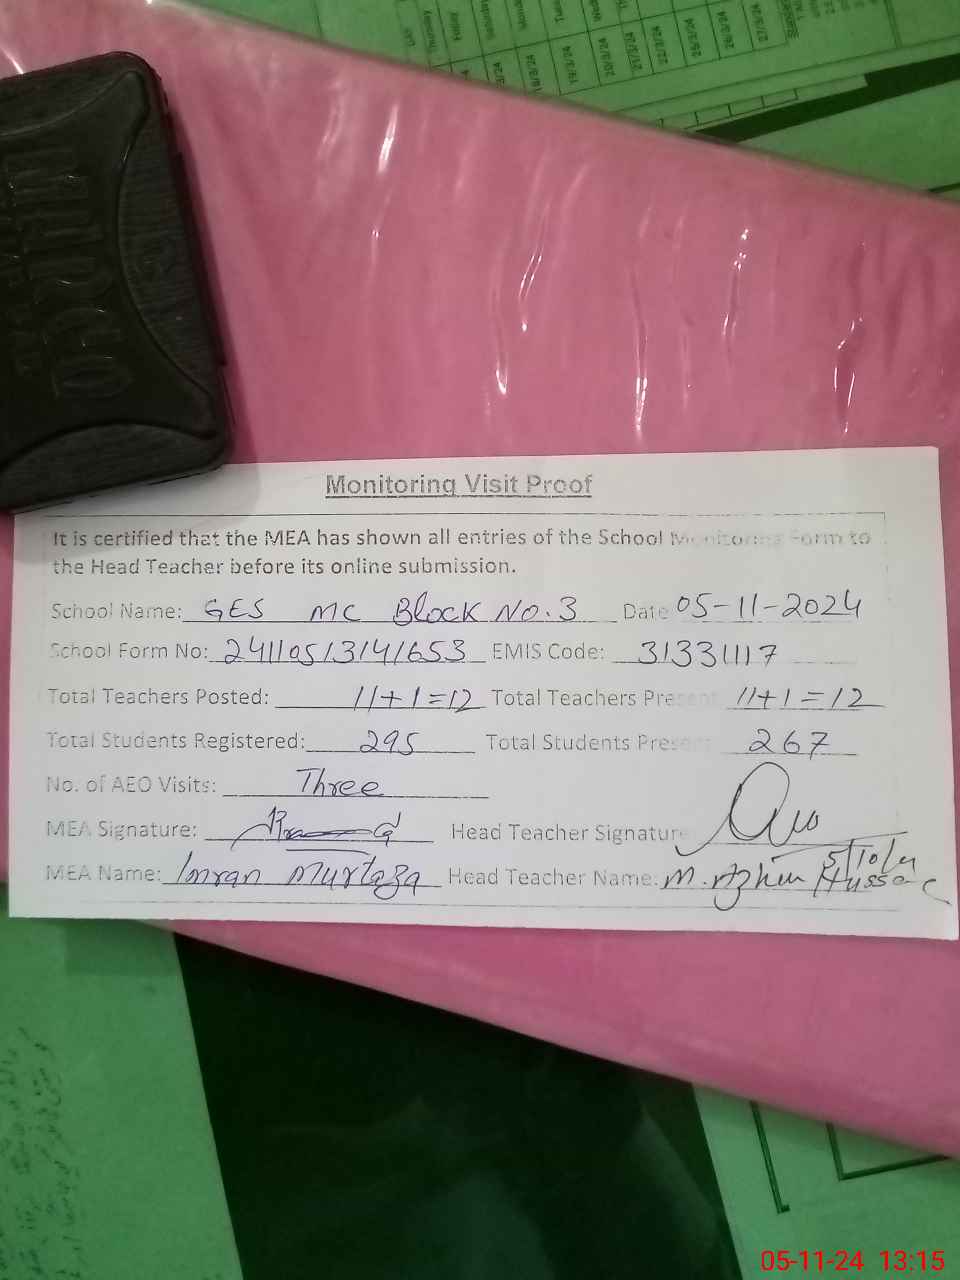 Monitoring Visit Proof
It is certified that the MEA has shown all entries of the School Monitoring Form to
the Head Teacher before its online submission.
School Name: GES MC Block No. 3 Date 05-11-2024
School Form No: 24110513141653 EMIS Code: 31331117
Total Teachers Posted: 11+1=12 Total Teachers Present 11+1=12
Total Students Registered: 295 Total Students Present 267
No. of AEO Visits: Three
MEA Signature: Head Teacher Signature
MEA Name: Imran Murtaza Head Teacher Name: M. Azhar Hussain
05-11-24 13:15